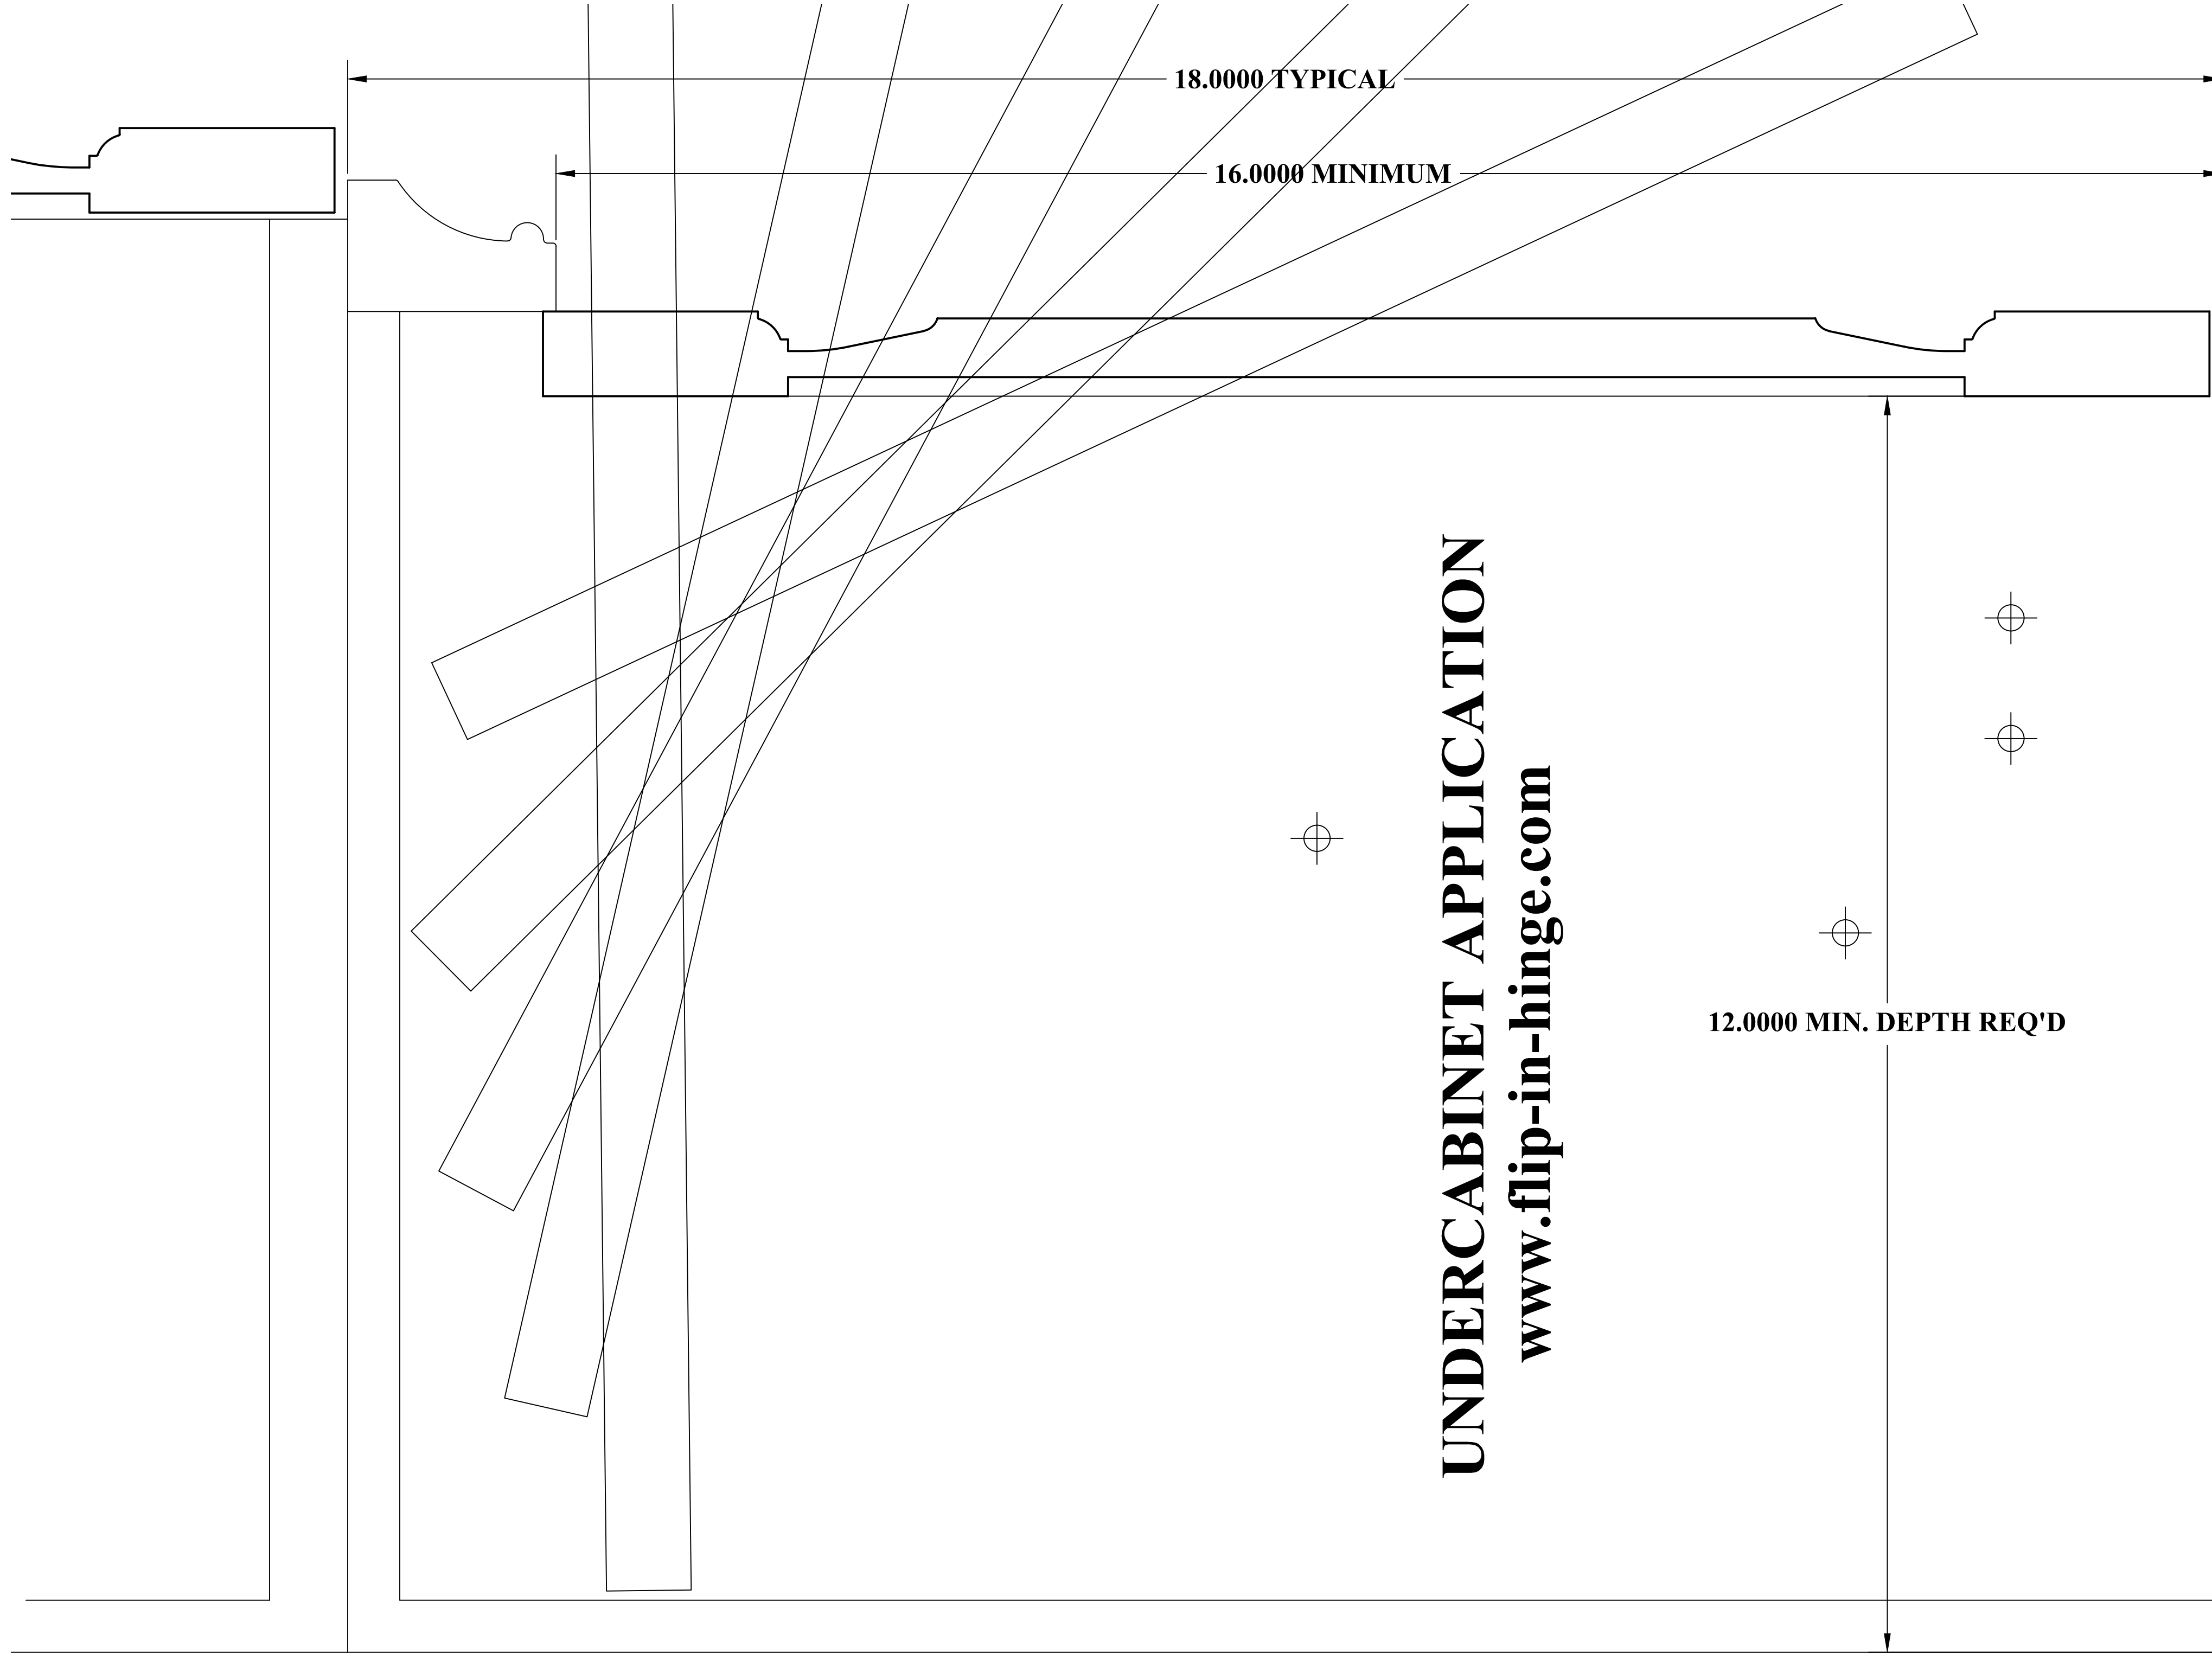 18.0000 TYPICAL
16.0000 MINIMUM
UNDERCABINET APPLICATION
www.flip-in-hinge.com
12.0000 MIN. DEPTH REQ'D